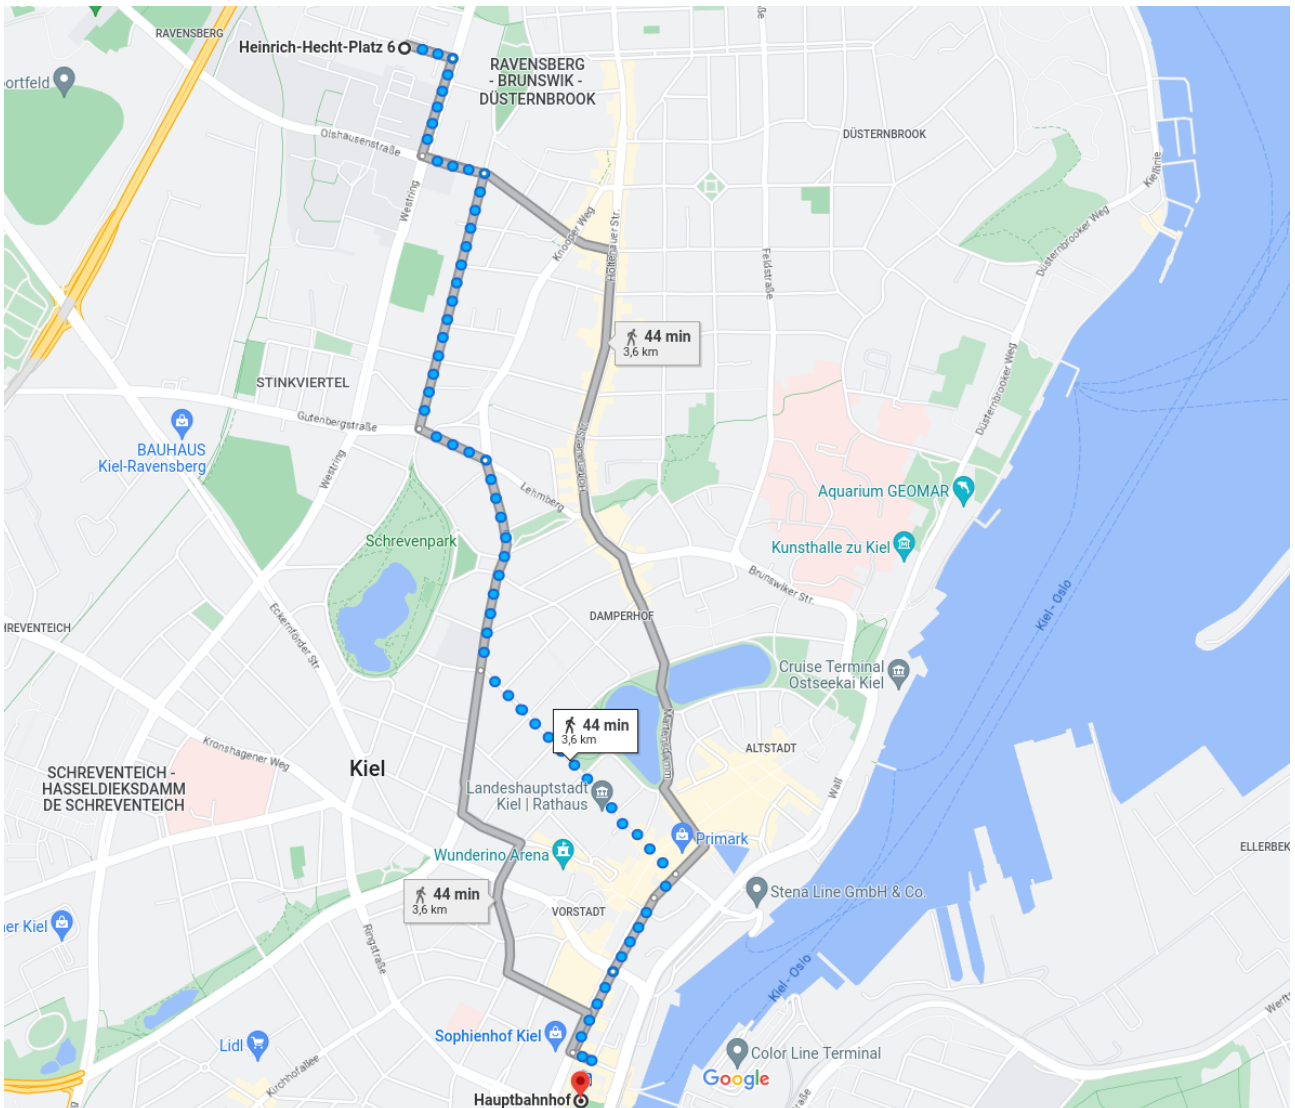 RAVENSBERG
Heinrich-Hecht-Platz 6
RAVENSBERG
- BRUNSWIK -
DÜSTERNBROOK
ortfeld
Olshausenstraße
DÜSTERNBROOK
Kiellinie
Westring
Knooper Weg
Holtenauer Str.
Feldstraße
Düsternbrooker Weg
44 min
3,6 km
STINKVIERTEL
Gutenbergstraße
Düsternbrooker Weg
BAUHAUS
Kiel-Ravensberg
Westring
Holtenauer Str.
Lehmberg
Aquarium GEOMAR
Schrevenpark
Kunsthalle zu Kiel
Brunswiker Str.
Kiel - Oslo
HREVENTEICH
Eckernförder Str.
DAMPERHOF
Cruise Terminal
Ostseekai Kiel
44 min
3,6 km
Martensdamm
Kronshagener Weg
ALTSTADT
Kiel
SCHREVENTEICH -
HASSELDIEKSDAMM
DE SCHREVENTEICH
Landeshauptstadt
Kiel | Rathaus
Wall
Primark
Wunderino Arena
ELLERBEK
44 min
3,6 km
Stena Line GmbH & Co.
VORSTADT
er Kiel
Ringstraße
Kiel - Oslo
Werfts
Sophienhof Kiel
Lidl
Color Line Terminal
Kirchhofallee
Google
Hauptbahnhof